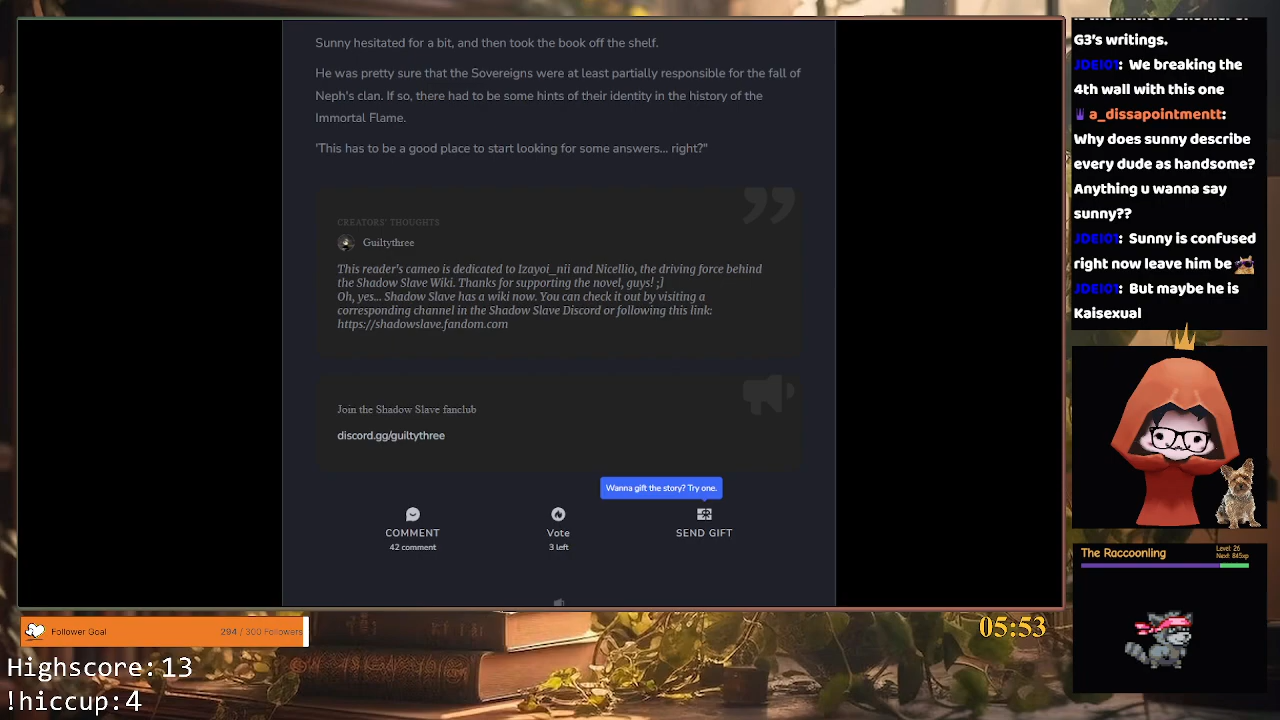 Sunny hesitated for a bit, and then took the book off the shelf.
He was pretty sure that the Sovereigns were at least partially responsible for the fall of
Neph's clan. If so, there had to be some hints of their identity in the history of the
Immortal Flame.
'This has to be a good place to start looking for some answers... right?"
CREATORS' THOUGHTS
Guiltythree
This reader's cameo is dedicated to Izayoi_nii and Nicellio, the driving force behind
the Shadow Slave Wiki. Thanks for supporting the novel, guys! ;]
Oh, yes... Shadow Slave has a wiki now. You can check it out by visiting a
corresponding channel in the Shadow Slave Discord or following this link:
https://shadowslave.fandom.com
Join the Shadow Slave fanclub
discord.gg/guiltythree
Wanna gift the story? Try one.
COMMENT
42 comment
Vote
3 left
SEND GIFT
G3's writings.
JDEI01: We breaking the
4th wall with this one
a_dissapointmentt:
Why does sunny describe
every dude as handsome?
Anything u wanna say
sunny??
JDEI01: Sunny is confused
right now leave him be
JDEI01: But maybe he is
Kaisexual
The Raccoonling
Level: 26
Next: 845xp
Follower Goal
294 / 300 Followers
05:53
Highscore:13
!hiccup:4